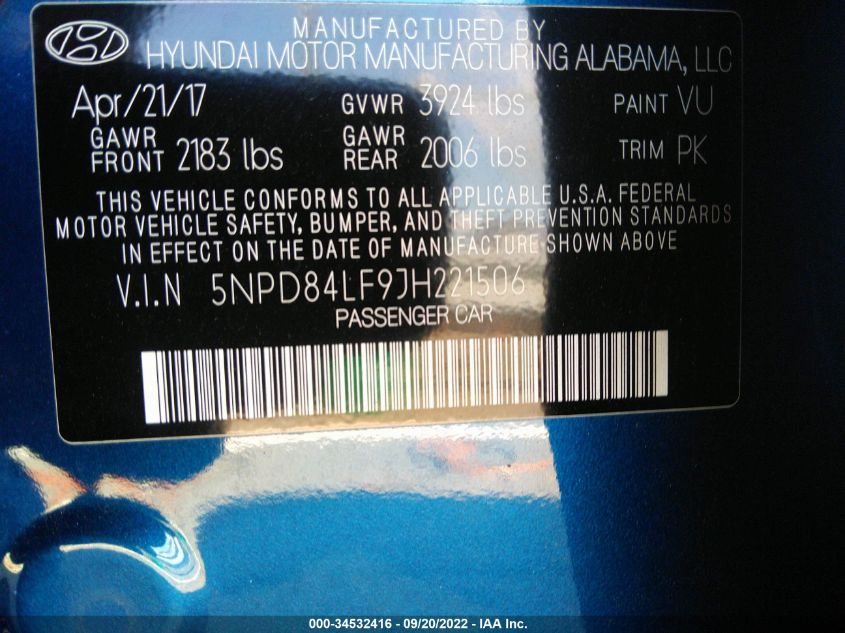 MANUFACTURED BY
HYUNDAI MOTOR MANUFACTURING ALABAMA, LLC
Apr/21/17 GVWR 3924 lbs PAINT VU
GAWR FRONT 2183 lbs GAWR REAR 2006 lbs TRIM PK
THIS VEHICLE CONFORMS TO ALL APPLICABLE U.S.A. FEDERAL
MOTOR VEHICLE SAFETY, BUMPER, AND THEFT PREVENTION STANDARDS
IN EFFECT ON THE DATE OF MANUFACTURE SHOWN ABOVE
V.I.N 5NPD84LF9JH221506
PASSENGER CAR
000-34532416 - 09/20/2022 - IAA Inc.